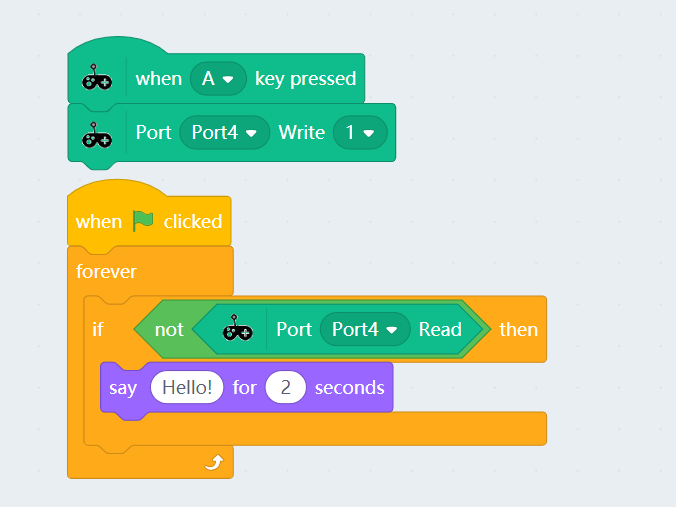 when A key pressed
Port Port4 Write 1
when clicked
forever
if not Port Port4 Read then
say Hello! for 2 seconds